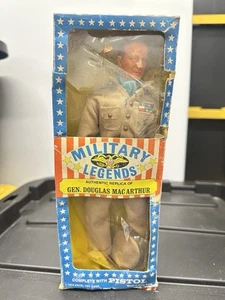 MILITARY
LEGENDS
AUTHENTIC REPLICA OF
GEN. DOUGLAS MACARTHUR
COMPLETE WITH PISTOL